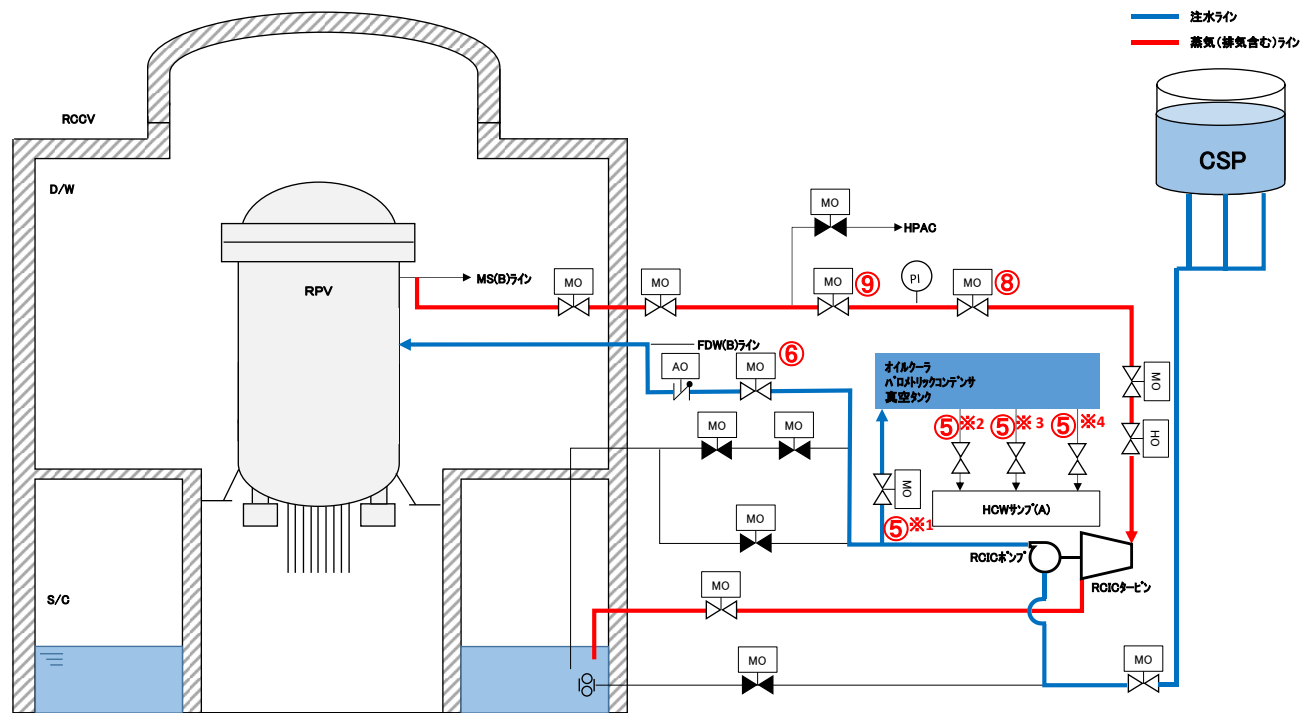 注水ライン
蒸気(排気含む)ライン
RCCV
CSP
D/W
MO
HPAC
RPV
MS(B)ライン
MO
MO
MO
⑨
PI
MO
⑧
FDW(B)ライン
⑥
AO
MO
オイルクーラ
バロメトリックコンデンサ
真空タンク
MO
HO
MO
MO
⑤※2
⑤※3
⑤※4
MO
HCWサンプ(A)
⑤※1
MO
RCICポンプ
RCICタービン
S/C
MO
MO
MO